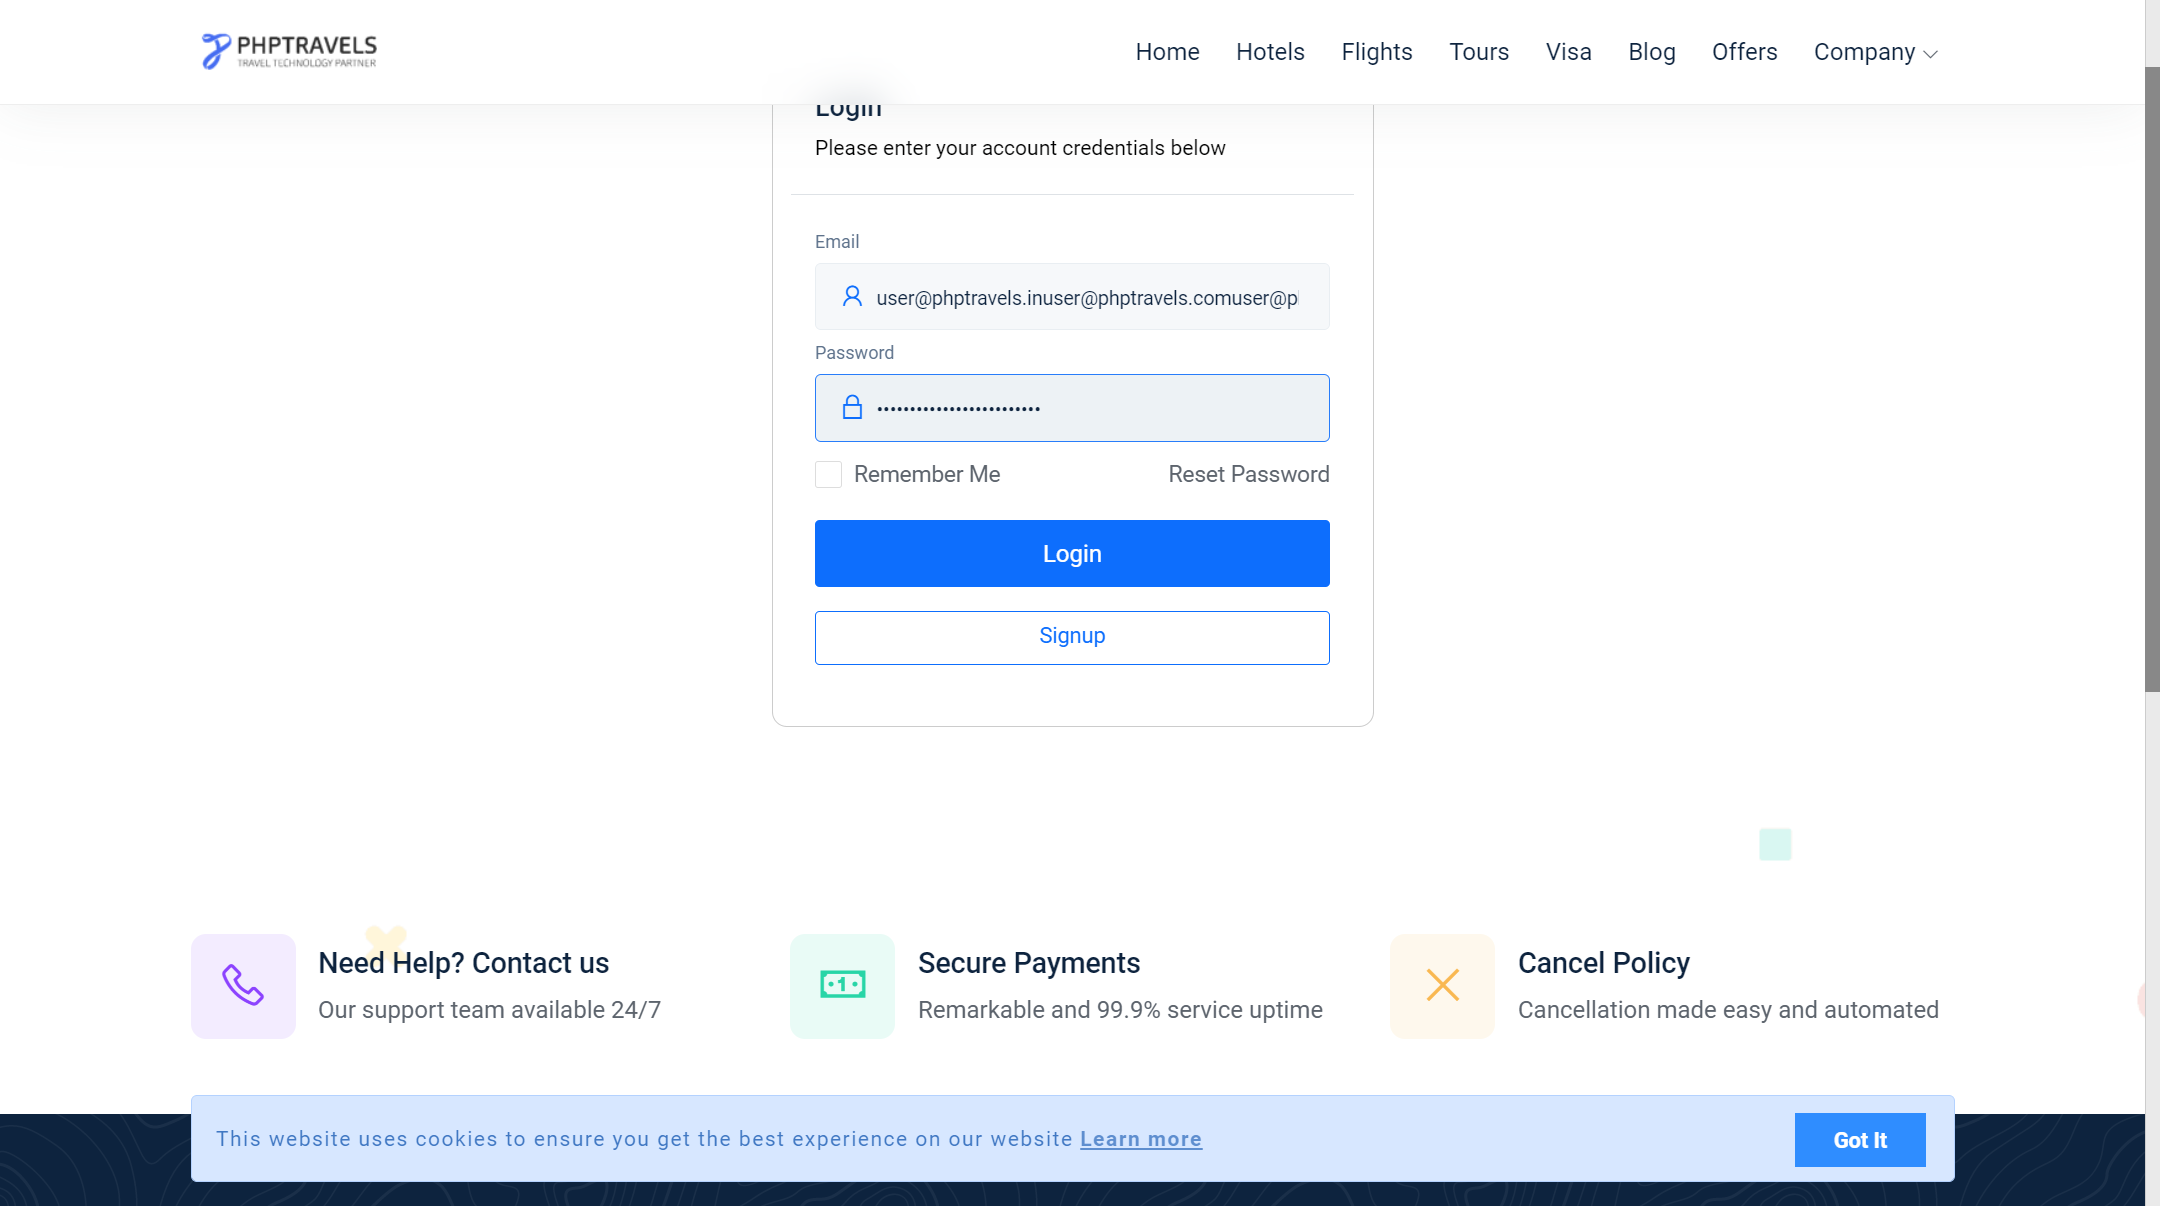 PHPTRAVELS
TRAVEL TECHNOLOGY PARTNER
Home Hotels Flights Tours Visa Blog Offers Company
Login
Please enter your account credentials below
Email
user@phptravels.inuser@phptravels.comuser@p
Password
•••••••••••••••••••••••••
Remember Me Reset Password
Login
Signup
Need Help? Contact us
Our support team available 24/7
Secure Payments
Remarkable and 99.9% service uptime
Cancel Policy
Cancellation made easy and automated
This website uses cookies to ensure you get the best experience on our website Learn more
Got It